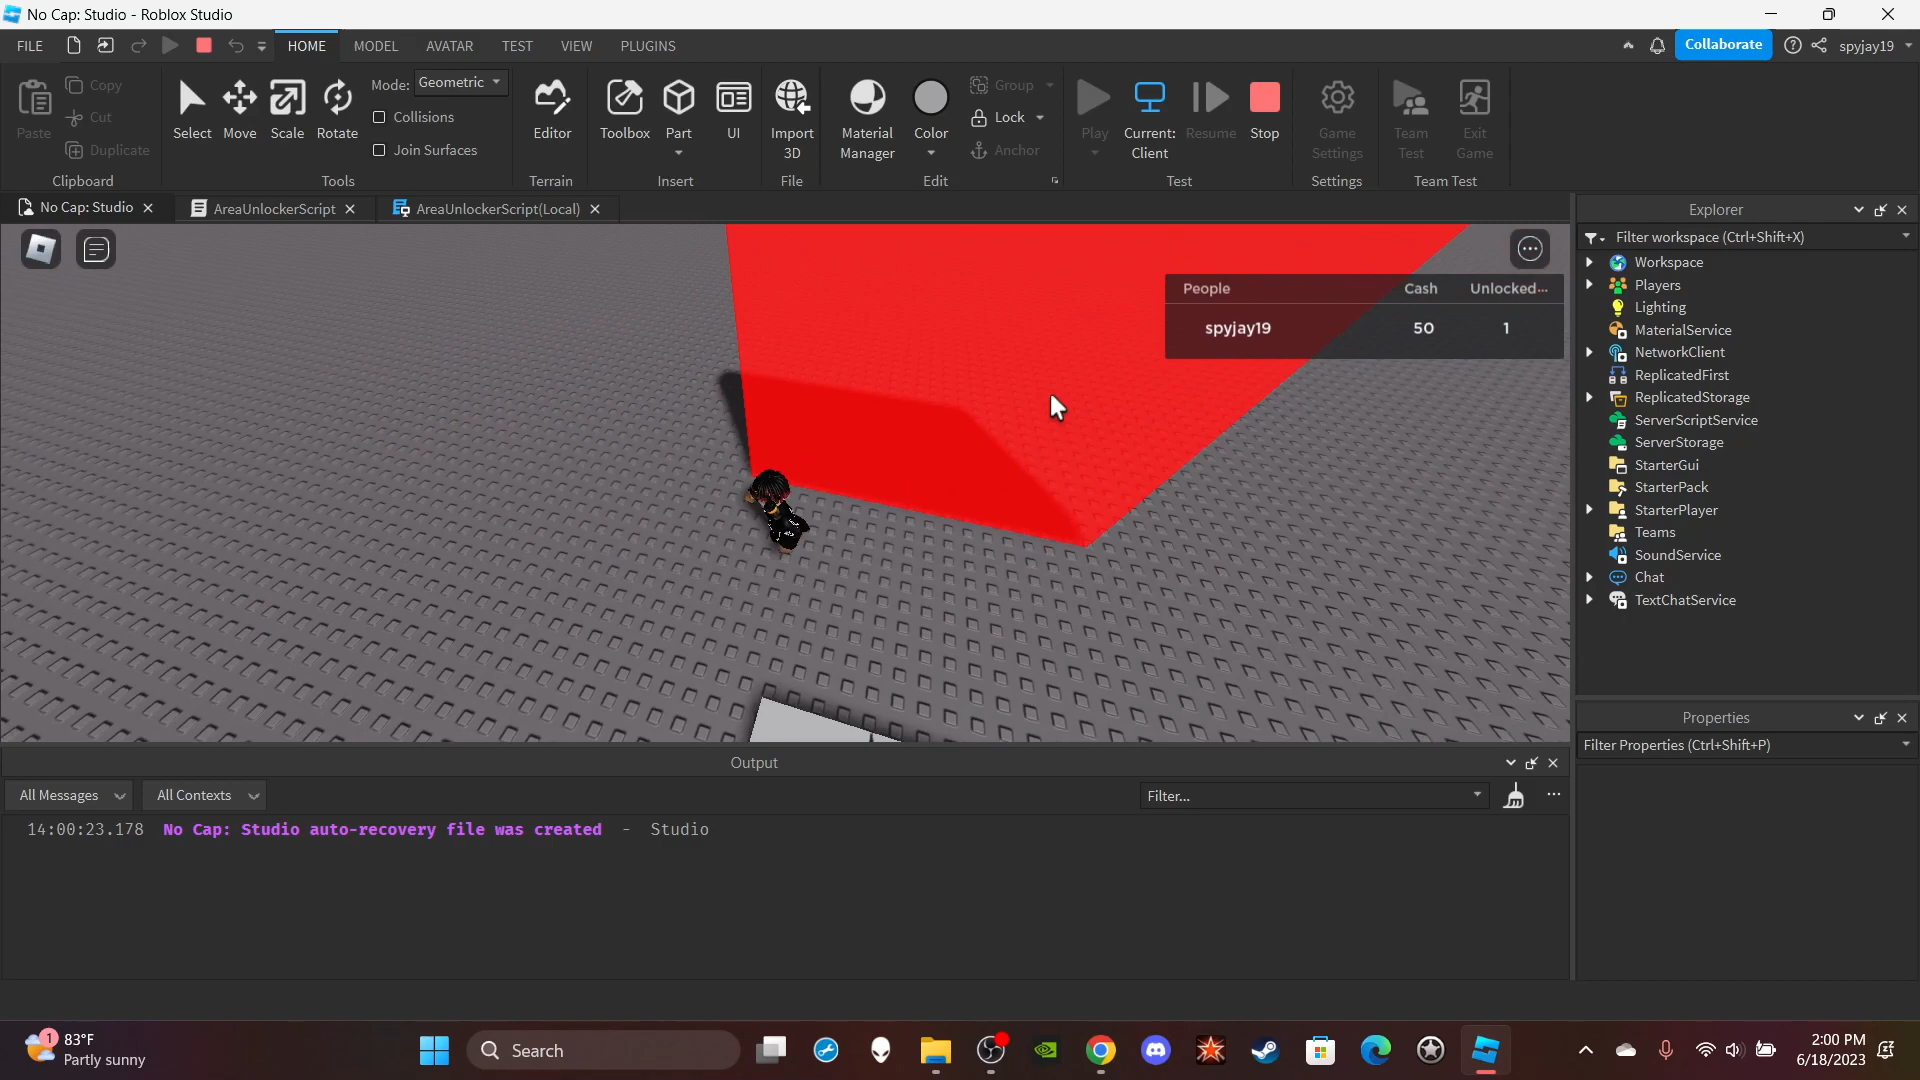 No Cap: Studio - Roblox Studio
FILE HOME MODEL AVATAR TEST VIEW PLUGINS Collaborate spyjay19
Paste
Copy
Cut
Duplicate
Clipboard
Select Move Scale Rotate
Mode: Geometric
Collisions
Join Surfaces
Tools
Editor
Terrain
Toolbox Part UI
Insert
Import
3D
File
Material
Manager
Color
Group
Lock
Anchor
Edit
Play
Current:
Client
Resume
Stop
Test
Game
Settings
Settings
Team
Test
Exit
Game
Team Test
No Cap: Studio AreaUnlockerScript AreaUnlockerScript(Local)
People Cash Unlocked...
spyjay19 50 1
Explorer
Filter workspace (Ctrl+Shift+X)
Workspace
Players
Lighting
MaterialService
NetworkClient
ReplicatedFirst
ReplicatedStorage
ServerScriptService
ServerStorage
StarterGui
StarterPack
StarterPlayer
Teams
SoundService
Chat
TextChatService
Properties
Filter Properties (Ctrl+Shift+P)
Output
All Messages All Contexts Filter...
14:00:23.178 No Cap: Studio auto-recovery file was created - Studio
1
83°F
Partly sunny
Search
2:00 PM
6/18/2023